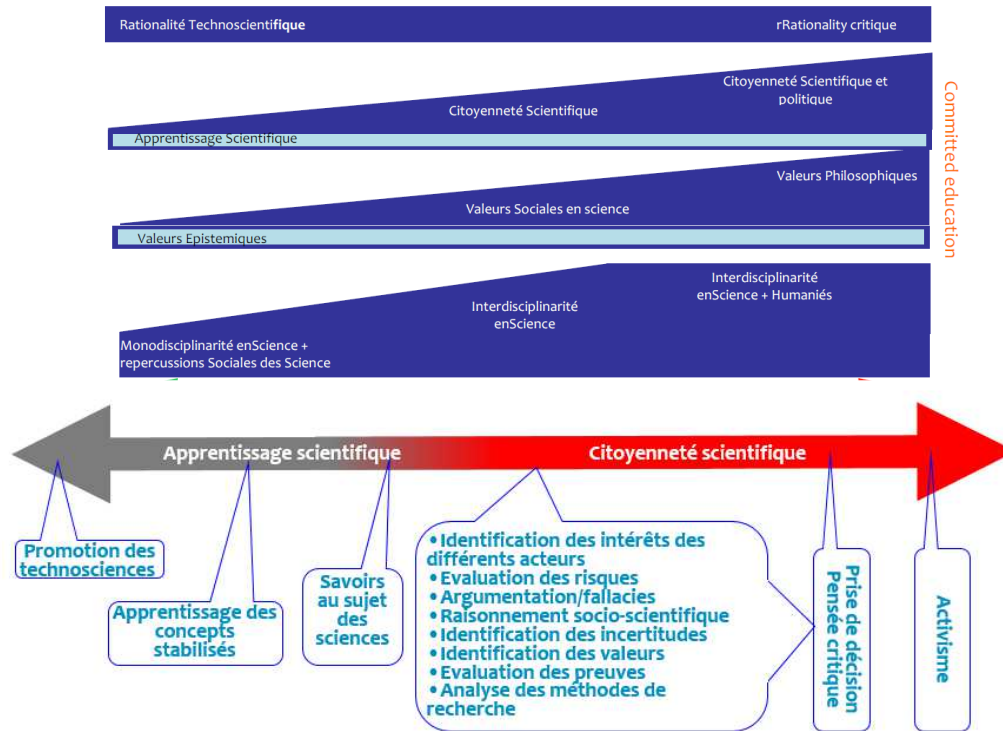 Rationalité Technoscientifique
rRationality critique
Citoyenneté Scientifique et
politique
Citoyenneté Scientifique
Apprentissage Scientifique
Committed education
Valeurs Philosophiques
Valeurs Sociales en science
Valeurs Epistemiques
Interdisciplinarité
enScience + Humaniés
Interdisciplinarité
enScience
Monodisciplinarité enScience +
repercussions Sociales des Science
Apprentissage scientifique
Citoyenneté scientifique
Promotion des
technosciences
Apprentissage des
concepts
stabilisés
Savoirs
au sujet
des
sciences
•Identification des intérêts des
différents acteurs
•Evaluation des risques
•Argumentation/fallacies
•Raisonnement socio-scientifique
•Identification des incertitudes
•Identification des valeurs
•Evaluation des preuves
•Analyse des méthodes de
recherche
Prise de décision
Pensée critique
Activisme